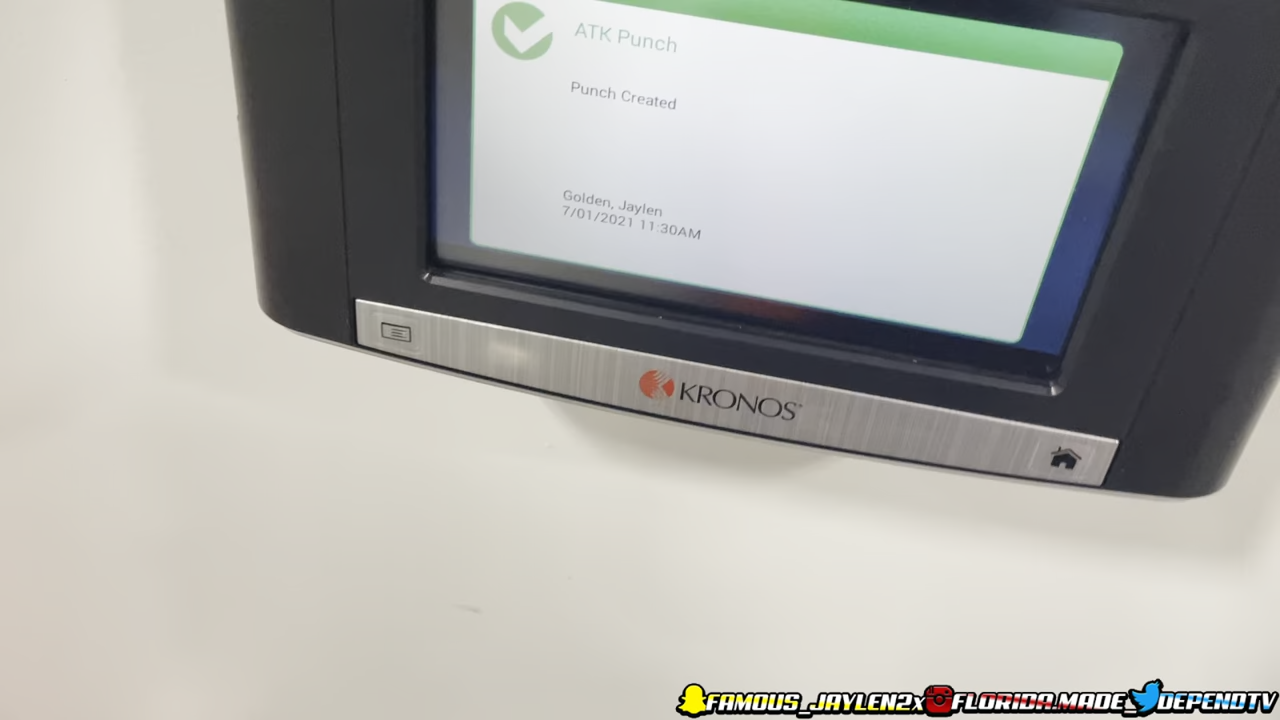 ATK Punch
Punch Created
Golden, Jaylen
7/01/2021 11:30AM
KRONOS
FAMOUS_JAYLEN2x FLORIDA.MADE_ DEPENDTV